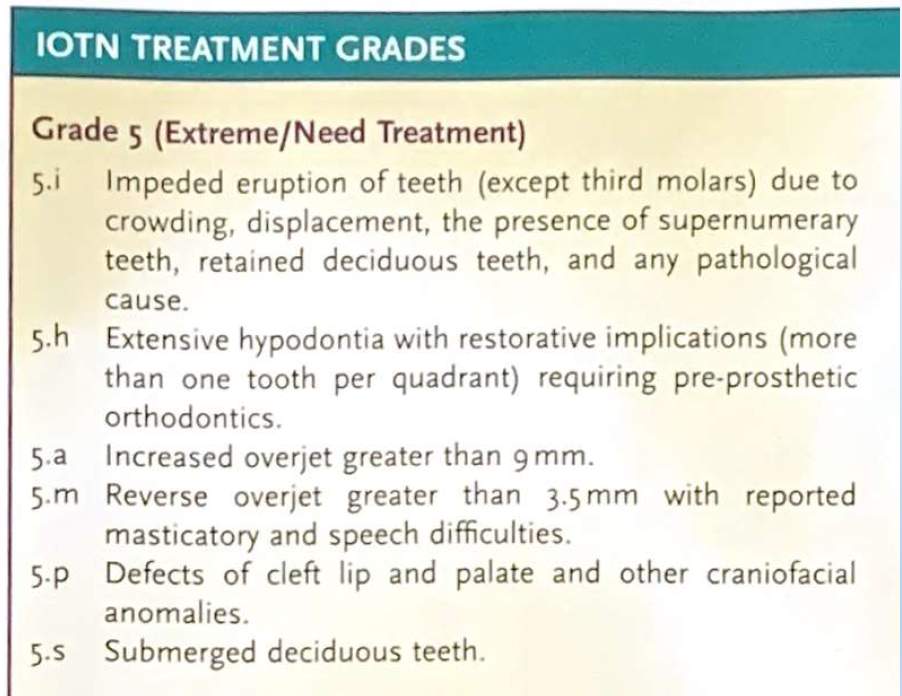 IOTN TREATMENT GRADES
Grade 5 (Extreme/Need Treatment)
5.i Impeded eruption of teeth (except third molars) due to
crowding, displacement, the presence of supernumerary
teeth, retained deciduous teeth, and any pathological
cause.
5.h Extensive hypodontia with restorative implications (more
than one tooth per quadrant) requiring pre-prosthetic
orthodontics.
5.a Increased overjet greater than 9 mm.
5.m Reverse overjet greater than 3.5 mm with reported
masticatory and speech difficulties.
5.p Defects of cleft lip and palate and other craniofacial
anomalies.
5.s Submerged deciduous teeth.